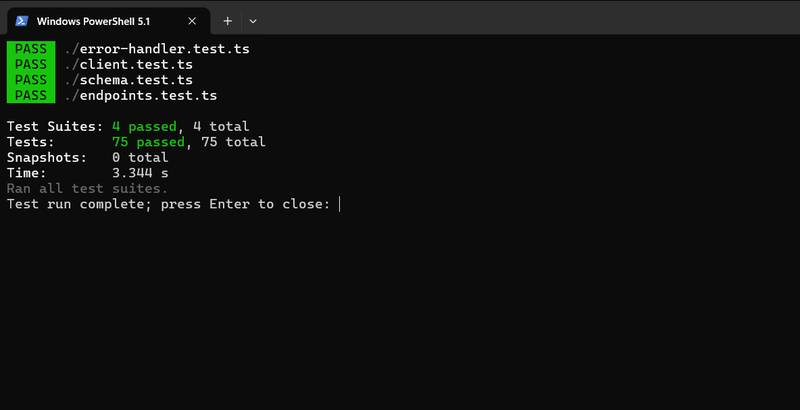 Windows PowerShell 5.1
PASS ./error-handler.test.ts
PASS ./client.test.ts
PASS ./schema.test.ts
PASS ./endpoints.test.ts
Test Suites: 4 passed, 4 total
Tests: 75 passed, 75 total
Snapshots: 0 total
Time: 3.344 s
Ran all test suites.
Test run complete; press Enter to close: